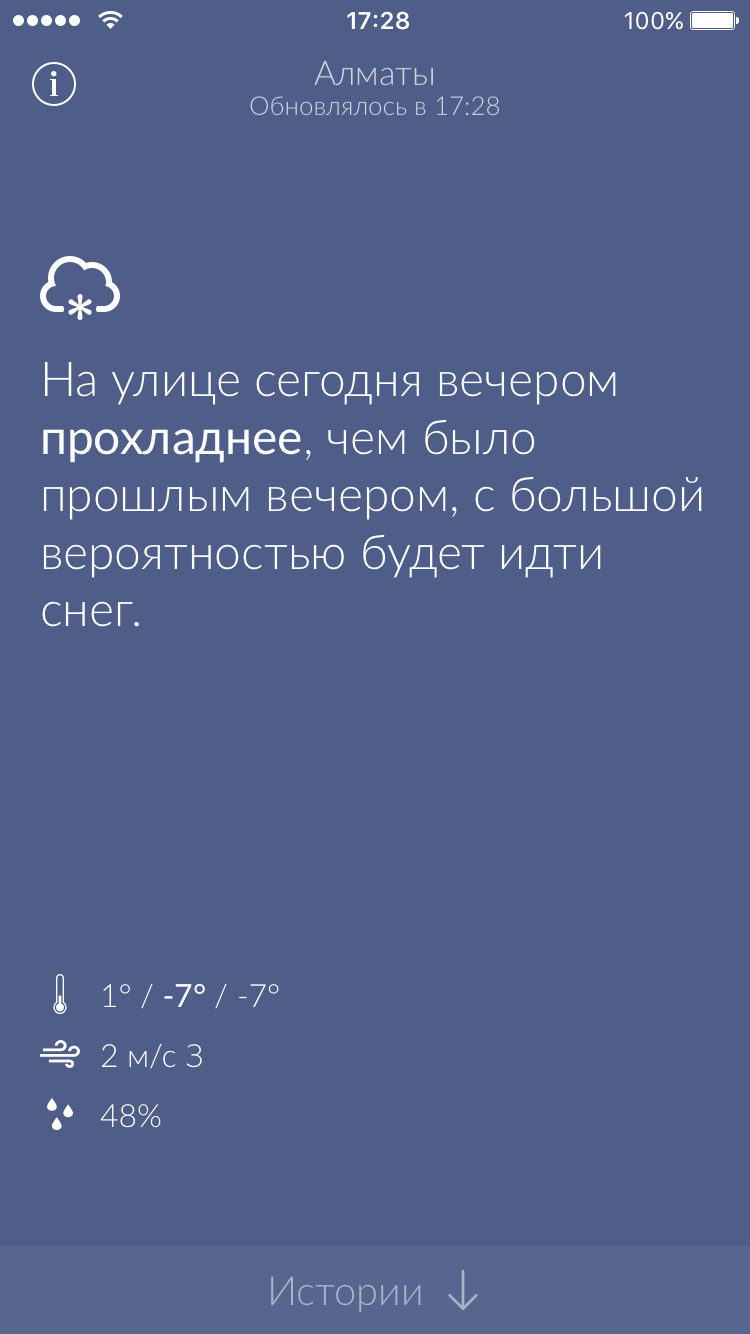 17:28
100%
i
Алматы
Обновлялось в 17:28
На улице сегодня вечером
прохладнее, чем было
прошлым вечером, с большой
вероятностью будет идти
снег.
1° / -7° / -7°
2 м/с З
48%
Истории